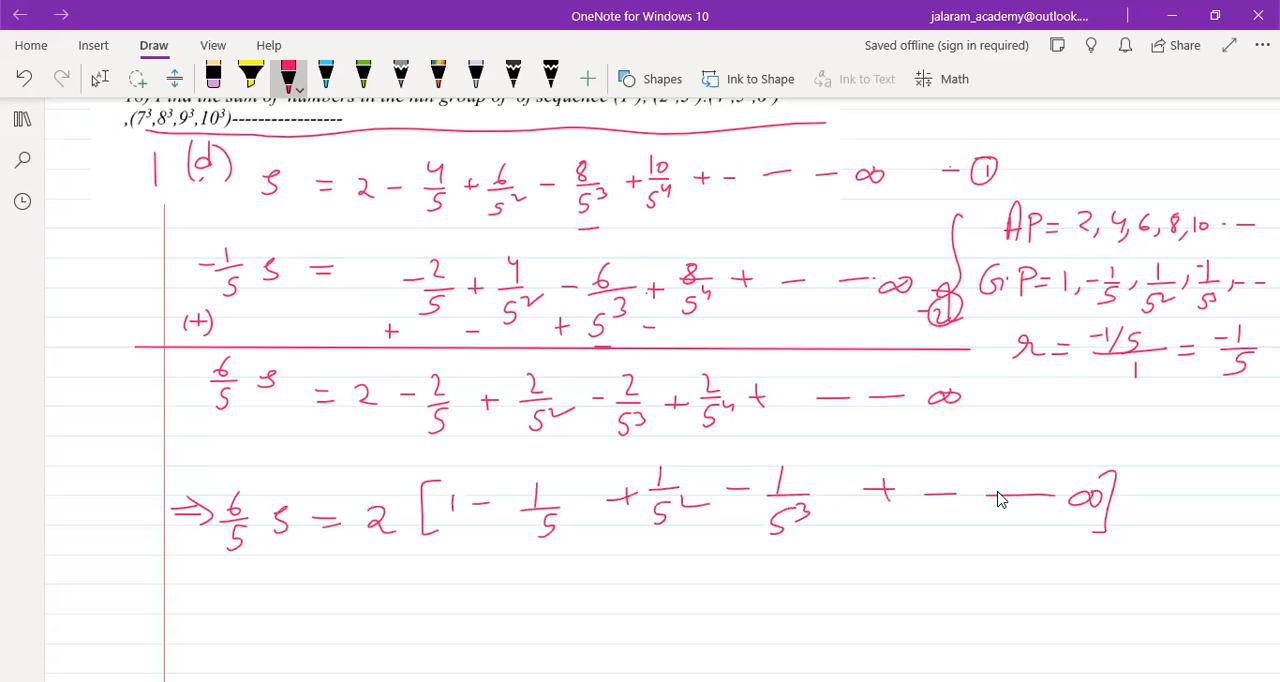 OneNote for Windows 10
jalaram_academy@outlook....
Home Insert Draw View Help
Saved offline (sign in required)
Share
Shapes
Ink to Shape
Ink to Text
Math
,(7³,8³,9³,10³)-----------------
1 (d) S = 2 - 4/5 + 6/5² - 8/5³ + 10/5⁴ + - - - ∞ - ①
AP = 2, 4, 6, 8, 10 · · -
-1/5 S = -2/5 + 4/5² - 6/5³ + 8/5⁴ + - - · ∞ - ②
G.P = 1, -1/5, 1/5², -1/5³, - -
(+) + - + -
r = (-1/5)/1 = -1/5
6/5 S = 2 - 2/5 + 2/5² - 2/5³ + 2/5⁴ + - - ∞
⇒ 6/5 S = 2 [1 - 1/5 + 1/5² - 1/5³ + - - ∞]